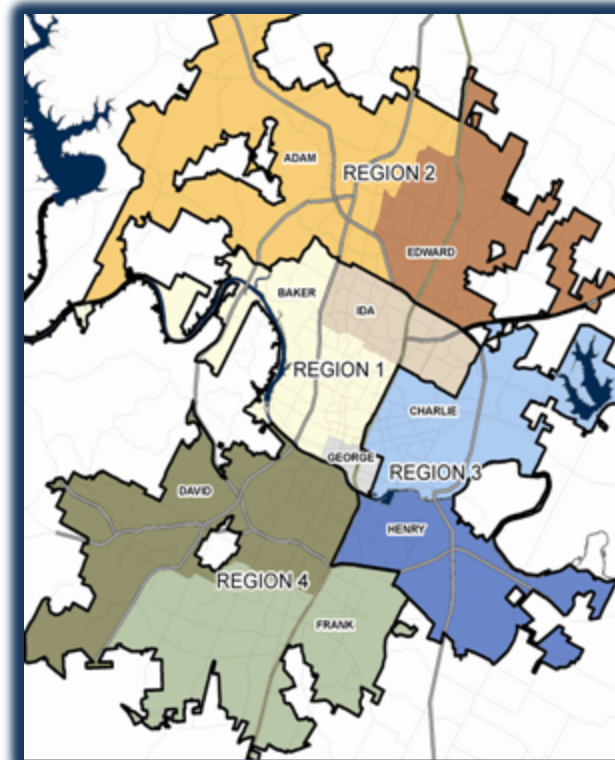 ADAM
REGION 2
EDWARD
BAKER
IDA
REGION 1
CHARLIE
GEORGE
REGION 3
DAVID
HENRY
REGION 4
FRANK